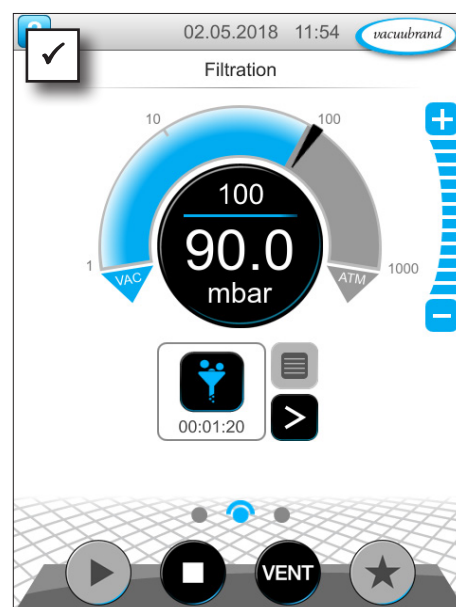 02.05.2018 11:54 vacuubrand
Filtration
10 100
1 1000
VAC ATM
100
90.0
mbar
00:01:20
VENT